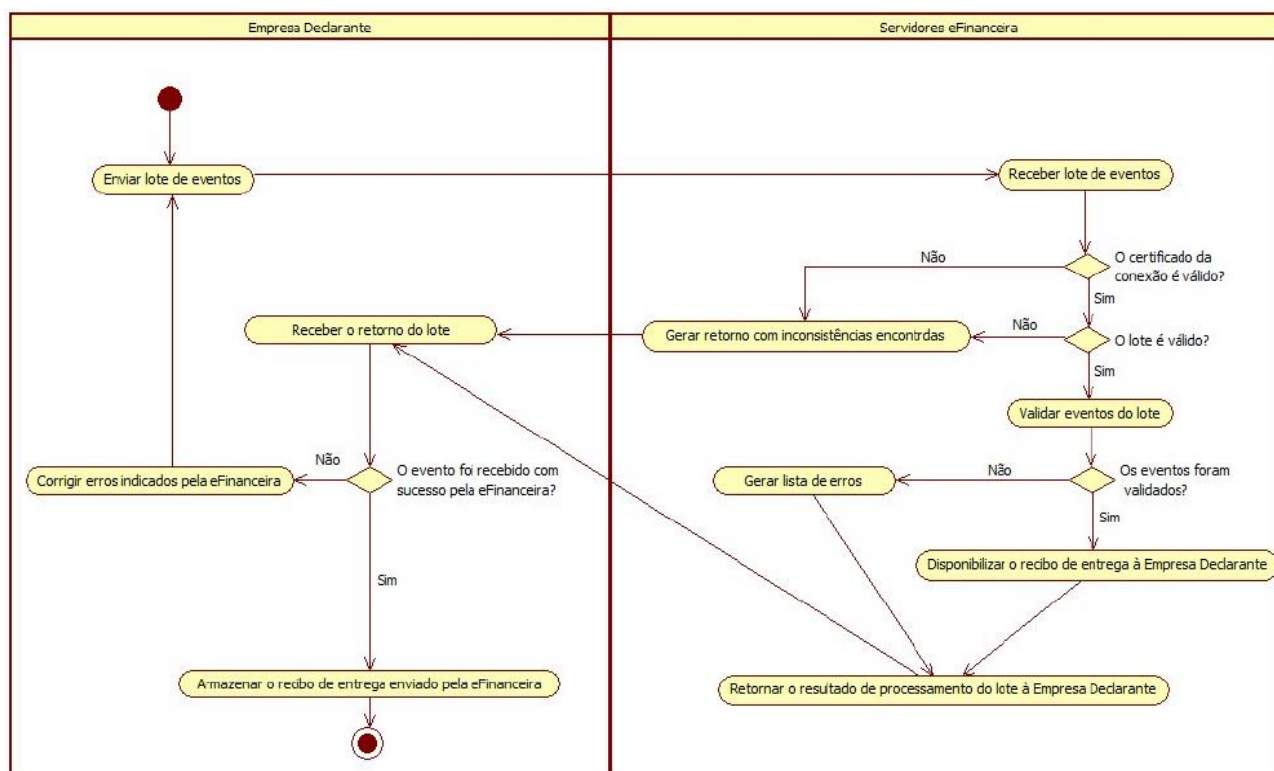 Empresa Declarante
Servidores eFinanceira
Enviar lote de eventos
Receber lote de eventos
Não
O certificado da
conexão é válido?
Sim
Receber o retorno do lote
Gerar retorno com inconsistências encontrdas
Não
O lote é válido?
Sim
Validar eventos do lote
Corrigir erros indicados pela eFinanceira
Não
O evento foi recebido com
sucesso pela eFinanceira?
Gerar lista de erros
Não
Os eventos foram
validados?
Sim
Disponibilizar o recibo de entrega à Empresa Declarante
Sim
Armazenar o recibo de entrega enviado pela eFinanceira
Retornar o resultado de processamento do lote à Empresa Declarante